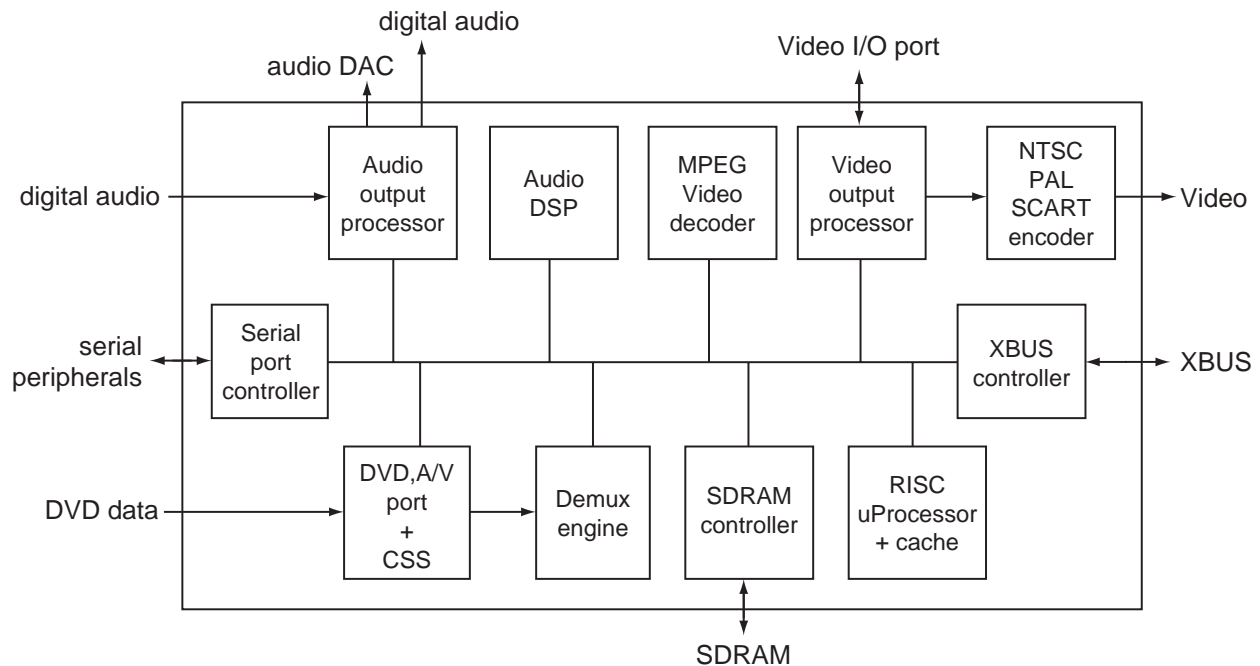 digital audio
audio DAC
Video I/O port
digital audio
Audio
output
processor
Audio
DSP
MPEG
Video
decoder
Video
output
processor
NTSC
PAL
SCART
encoder
Video
serial
peripherals
Serial
port
controller
XBUS
controller
XBUS
DVD data
DVD,A/V
port
+
CSS
Demux
engine
SDRAM
controller
RISC
uProcessor
+ cache
SDRAM